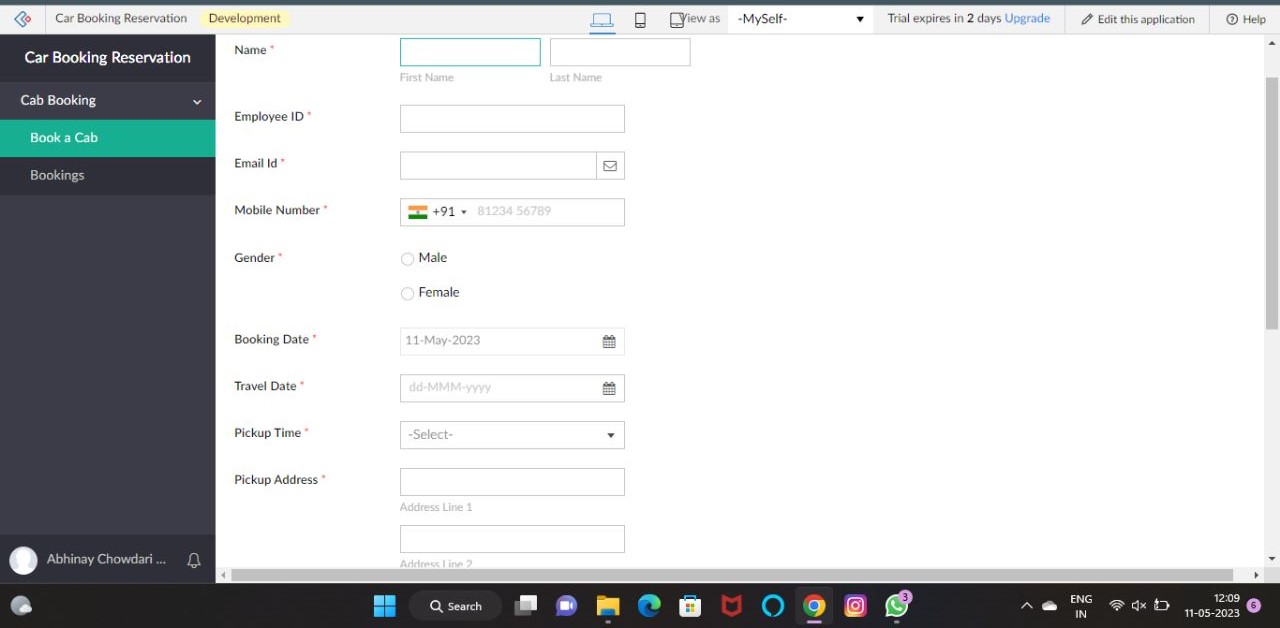 Car Booking Reservation Development View as -MySelf- Trial expires in 2 days Upgrade Edit this application Help
Car Booking Reservation
Cab Booking
Book a Cab
Bookings
Abhinay Chowdari ...
Name *
First Name Last Name
Employee ID *
Email Id *
Mobile Number * +91 81234 56789
Gender * Male
Female
Booking Date * 11-May-2023
Travel Date * dd-MMM-yyyy
Pickup Time * -Select-
Pickup Address *
Address Line 1
Address Line 2
Search 3 ENG 12:09
IN 11-05-2023 6